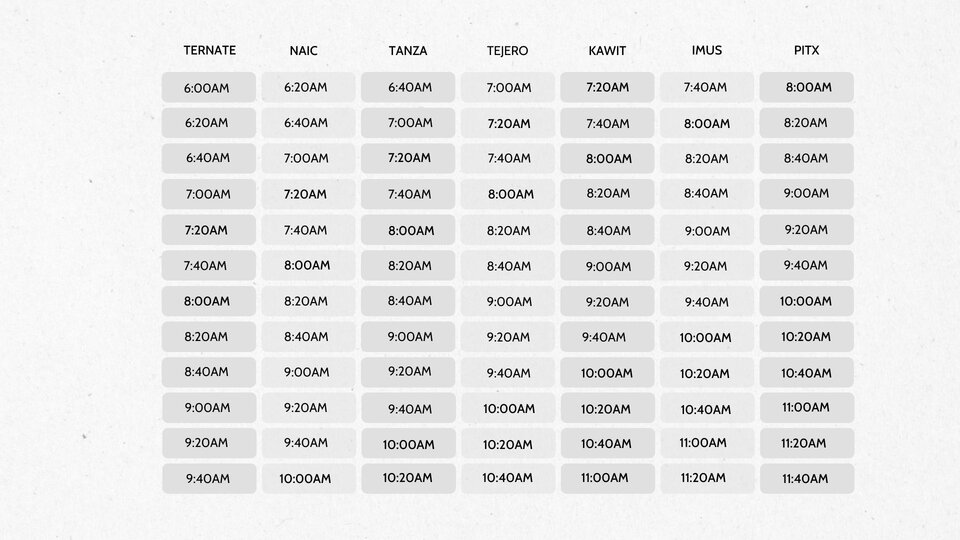 TERNATE NAIC TANZA TEJERO KAWIT IMUS PITX
6:00AM 6:20AM 6:40AM 7:00AM 7:20AM 7:40AM 8:00AM
6:20AM 6:40AM 7:00AM 7:20AM 7:40AM 8:00AM 8:20AM
6:40AM 7:00AM 7:20AM 7:40AM 8:00AM 8:20AM 8:40AM
7:00AM 7:20AM 7:40AM 8:00AM 8:20AM 8:40AM 9:00AM
7:20AM 7:40AM 8:00AM 8:20AM 8:40AM 9:00AM 9:20AM
7:40AM 8:00AM 8:20AM 8:40AM 9:00AM 9:20AM 9:40AM
8:00AM 8:20AM 8:40AM 9:00AM 9:20AM 9:40AM 10:00AM
8:20AM 8:40AM 9:00AM 9:20AM 9:40AM 10:00AM 10:20AM
8:40AM 9:00AM 9:20AM 9:40AM 10:00AM 10:20AM 10:40AM
9:00AM 9:20AM 9:40AM 10:00AM 10:20AM 10:40AM 11:00AM
9:20AM 9:40AM 10:00AM 10:20AM 10:40AM 11:00AM 11:20AM
9:40AM 10:00AM 10:20AM 10:40AM 11:00AM 11:20AM 11:40AM